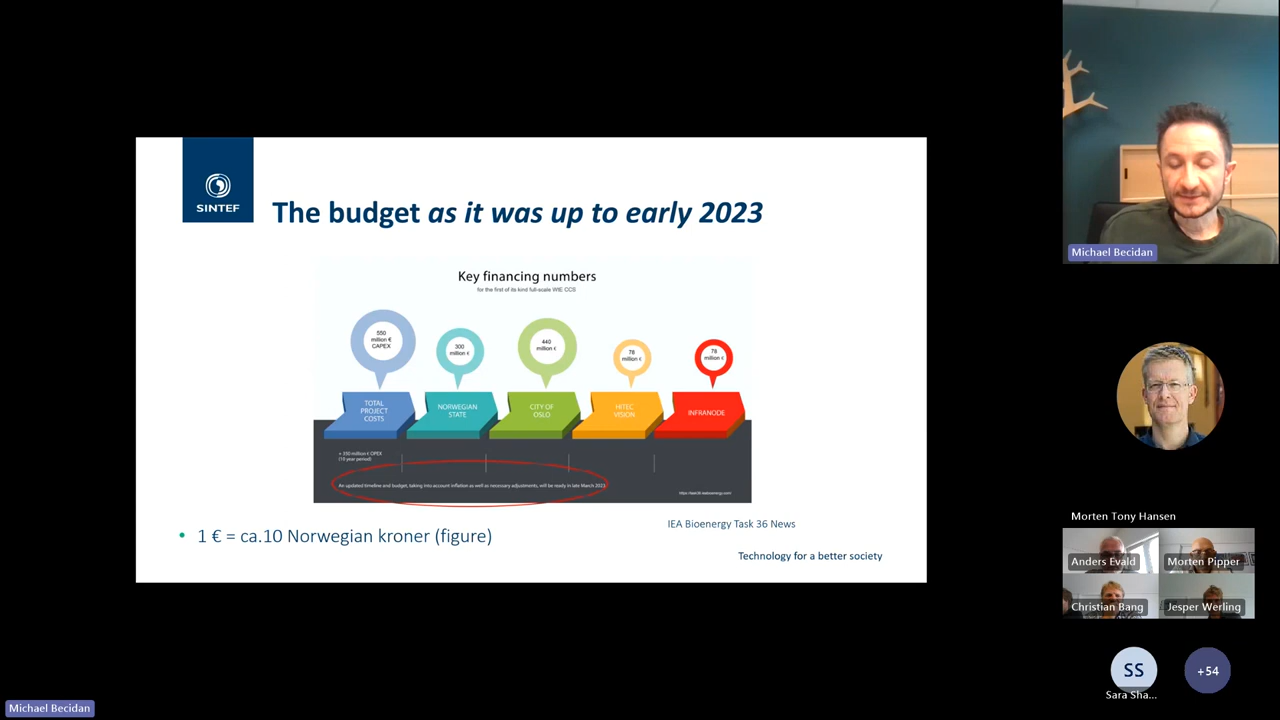 SINTEF
The budget as it was up to early 2023
Key financing numbers
for the first of its kind full-scale WtE CCS
550
million €
CAPEX
300
million €
440
million €
78
million €
78
million €
TOTAL
PROJECT
COSTS
NORWEGIAN
STATE
CITY OF
OSLO
HITEC
VISION
INFRANODE
+ 350 million € OPEX
(10 year period)
An updated timeline and budget, taking into account inflation as well as necessary adjustments, will be ready in late March 2023.
IEA Bioenergy Task 36 News
• 1 € = ca.10 Norwegian kroner (figure)
Technology for a better society
Michael Becidan
Morten Tony Hansen
Anders Evald
Morten Pipper
Christian Bang
Jesper Werling
SS
+54
Sara Sha...
Michael Becidan